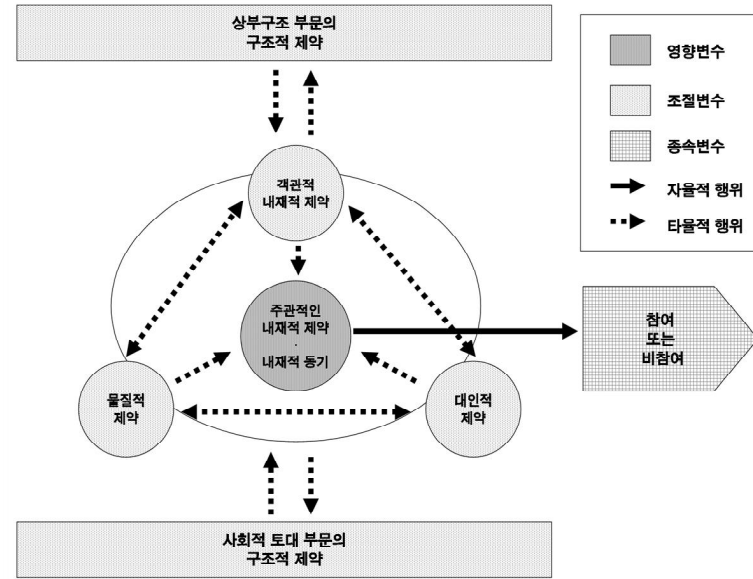 상부구조 부문의
구조적 제약
영향변수
조절변수
종속변수
자율적 행위
타율적 행위
객관적
내재적 제약
주관적인
내재적 제약
·
내재적 동기
참여
또는
비참여
물질적
제약
대인적
제약
사회적 토대 부문의
구조적 제약